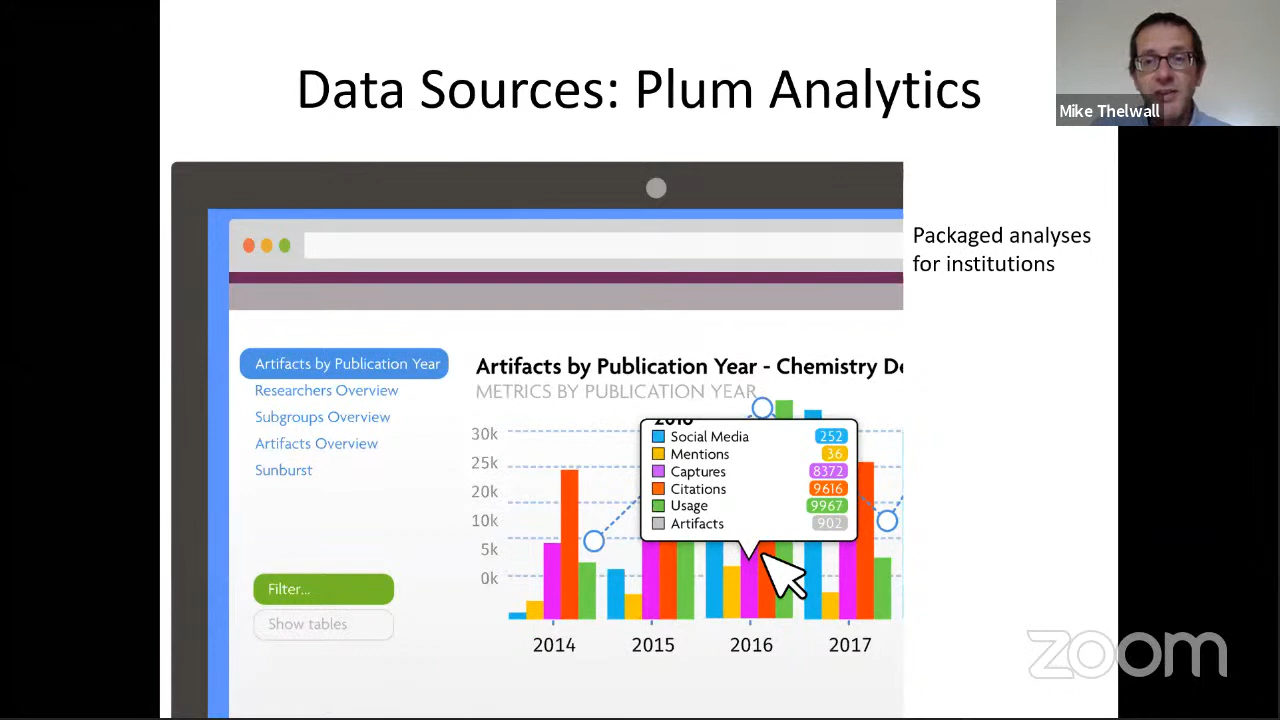 Data Sources: Plum Analytics
Mike Thelwall
Packaged analyses
for institutions
Artifacts by Publication Year
Researchers Overview
Subgroups Overview
Artifacts Overview
Sunburst
Filter...
Show tables
Artifacts by Publication Year - Chemistry De
METRICS BY PUBLICATION YEAR
30k
25k
20k
10k
5k
0k
2016
Social Media 252
Mentions 36
Captures 8372
Citations 9616
Usage 9967
Artifacts 902
2014 2015 2016 2017
zoom